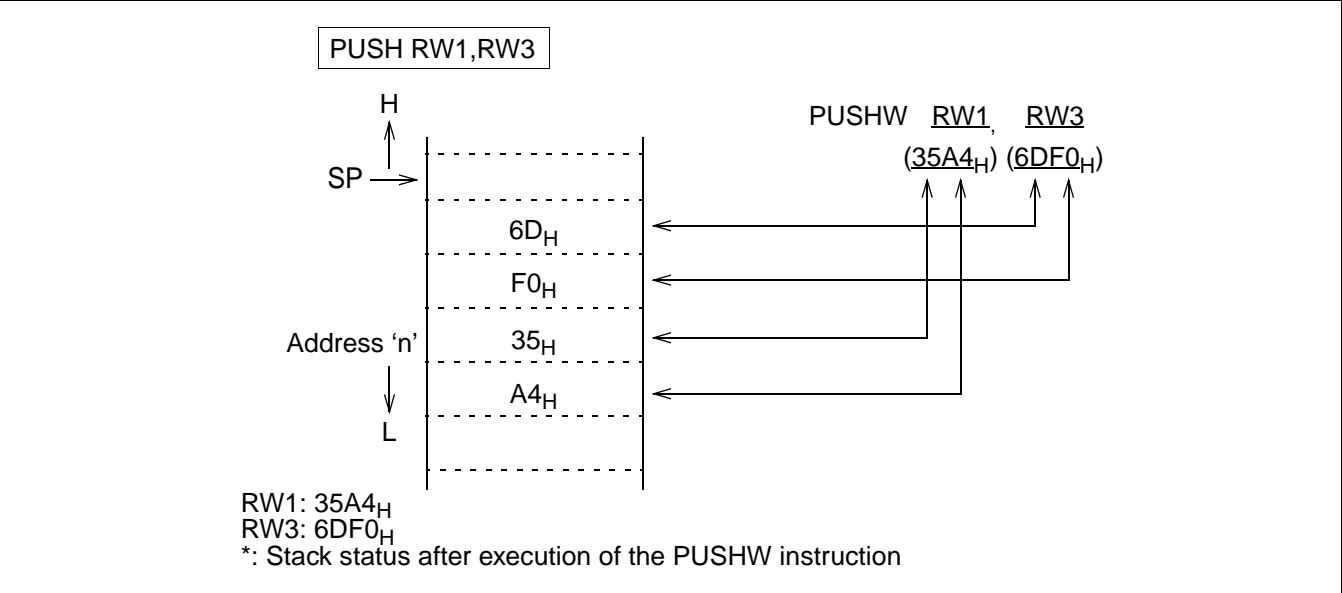 PUSH RW1,RW3
H
PUSHW RW1, RW3
(35A4H) (6DF0H)
SP
6DH
F0H
Address ‘n’
35H
A4H
L
RW1: 35A4H
RW3: 6DF0H
*: Stack status after execution of the PUSHW instruction